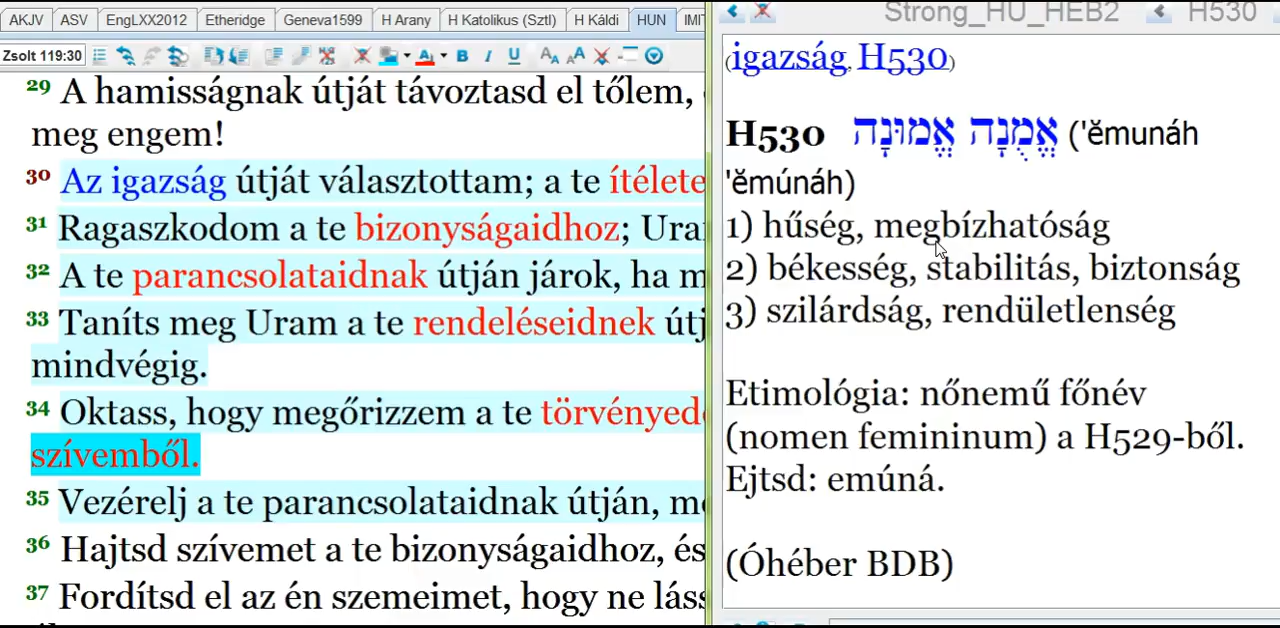 AKJV ASV EngLXX2012 Etheridge Geneva1599 H Arany H Katolikus (Sztl) H Káldi HUN IMIT
Zsolt 119:30
29 A hamisságnak útját távoztasd el tőlem,
meg engem!
30 Az igazság útját választottam; a te ítélete
31 Ragaszkodom a te bizonyságaidhoz; Uram
32 A te parancsolataidnak útján járok, ha m
33 Taníts meg Uram a te rendeléseidnek útj
mindvégig.
34 Oktass, hogy megőrizzem a te törvényed
szívemből.
35 Vezérelj a te parancsolataidnak útján, me
36 Hajtsd szívemet a te bizonyságaidhoz, és
37 Fordítsd el az én szemeimet, hogy ne láss
Strong_HU_HEB2 H530
(igazság, H530)
H530 אֱמֻנָה אֱמוּנָה ('ĕmunáh
'ĕmúnáh)
1) hűség, megbízhatóság
2) békesség, stabilitás, biztonság
3) szilárdság, rendületlenség
Etimológia: nőnemű főnév
(nomen femininum) a H529-ből.
Ejtsd: emúná.
(Óhéber BDB)